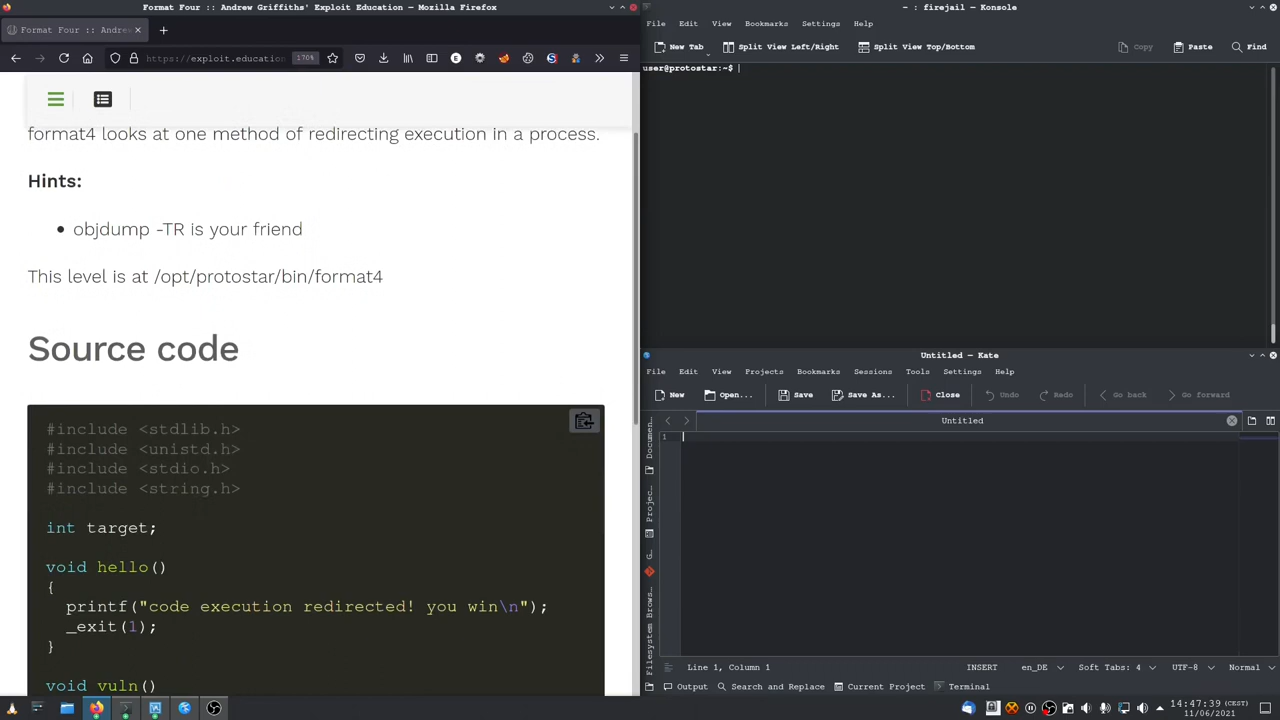 Format Four :: Andrew Griffiths' Exploit Education — Mozilla Firefox
Format Four :: Andrew
https://exploit.education
170%
format4 looks at one method of redirecting execution in a process.
Hints:
objdump -TR is your friend
This level is at /opt/protostar/bin/format4
Source code
#include <stdlib.h>
#include <unistd.h>
#include <stdio.h>
#include <string.h>
int target;
void hello()
{
printf("code execution redirected! you win\n");
_exit(1);
}
void vuln()
~ : firejail — Konsole
File Edit View Bookmarks Settings Help
New Tab Split View Left/Right Split View Top/Bottom Copy Paste Find
user@protostar:~$
Untitled — Kate
File Edit View Projects Bookmarks Sessions Tools Settings Help
New Open... Save Save As... Close Undo Redo Go back Go forward
Untitled
1
Documen
Projec...
G...
Filesystem Brows...
Line 1, Column 1 INSERT en_DE Soft Tabs: 4 UTF-8 Normal
Output Search and Replace Current Project Terminal
14:47:39 (CEST)
11/06/2021